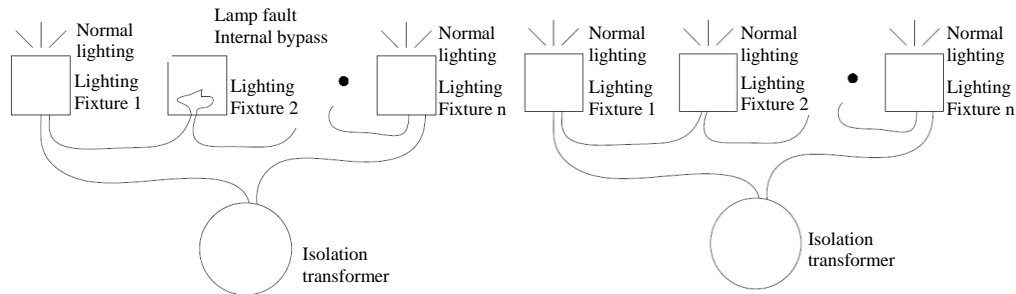 Normal
lighting
Lighting
Fixture 1
Lamp fault
Internal bypass
Lighting
Fixture 2
Normal
lighting
Lighting
Fixture n
Isolation
transformer
Normal
lighting
Lighting
Fixture 1
Normal
lighting
Lighting
Fixture 2
Normal
lighting
Lighting
Fixture n
Isolation
transformer